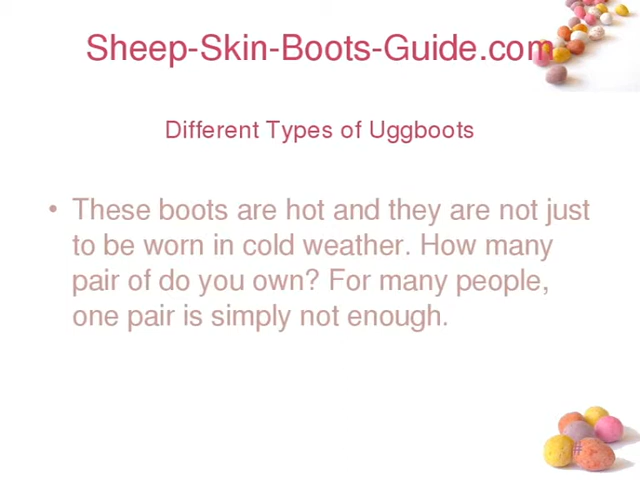 Sheep-Skin-Boots-Guide.com
Different Types of Uggboots
• These boots are hot and they are not just
to be worn in cold weather. How many
pair of do you own? For many people,
one pair is simply not enough.
#